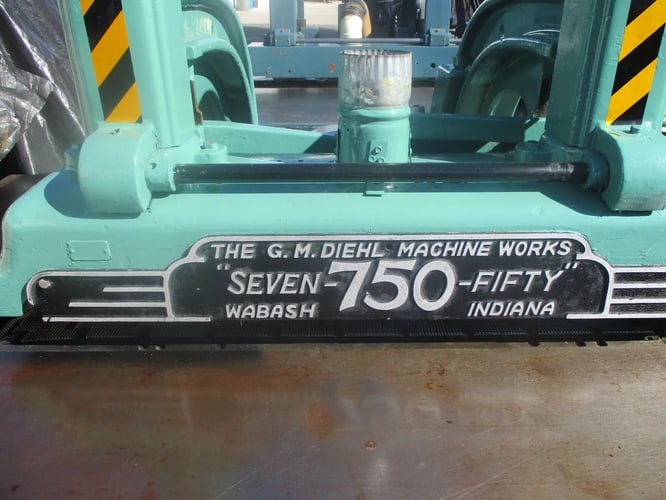 THE G. M. DIEHL MACHINE WORKS
"SEVEN-750-FIFTY"
WABASH INDIANA